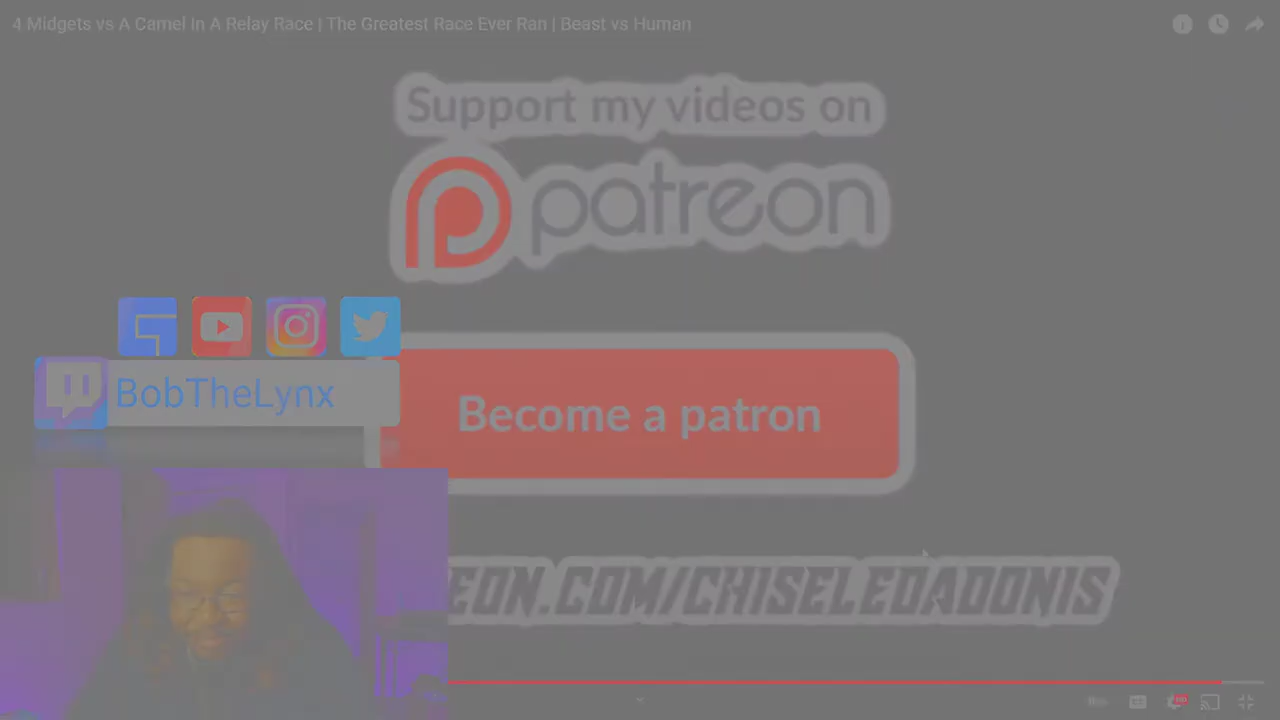 4 Midgets vs A Camel In A Relay Race | The Greatest Race Ever Ran | Beast vs Human
Support my videos on
patreon
BobTheLynx
Become a patron
EON.COM/CHISELEDADONIS